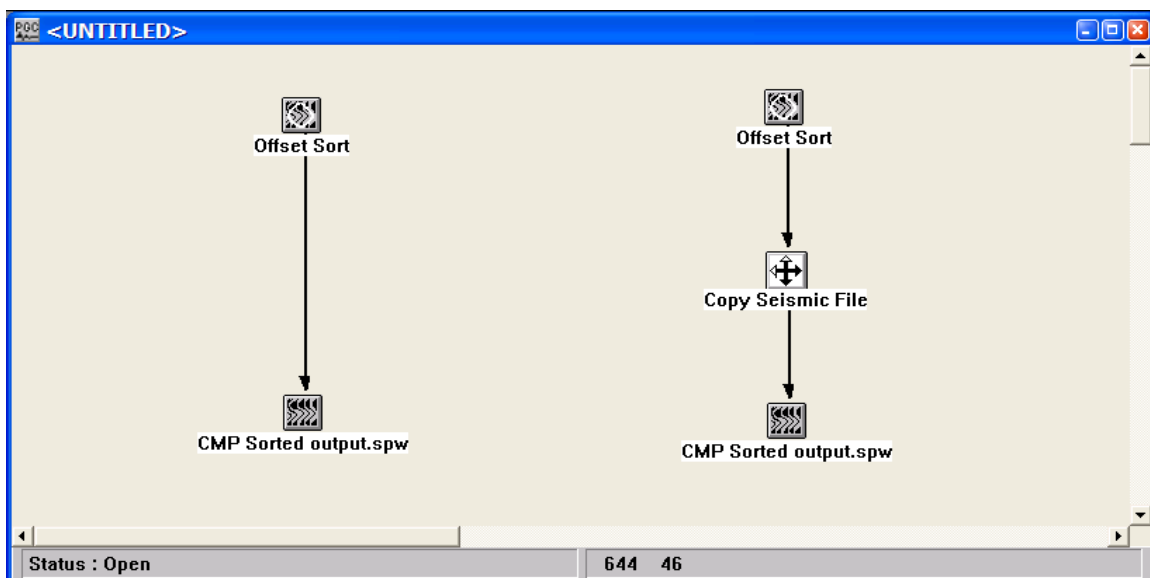 <UNTITLED>
Offset Sort
CMP Sorted output.spw
Offset Sort
Copy Seismic File
CMP Sorted output.spw
Status : Open
644 46